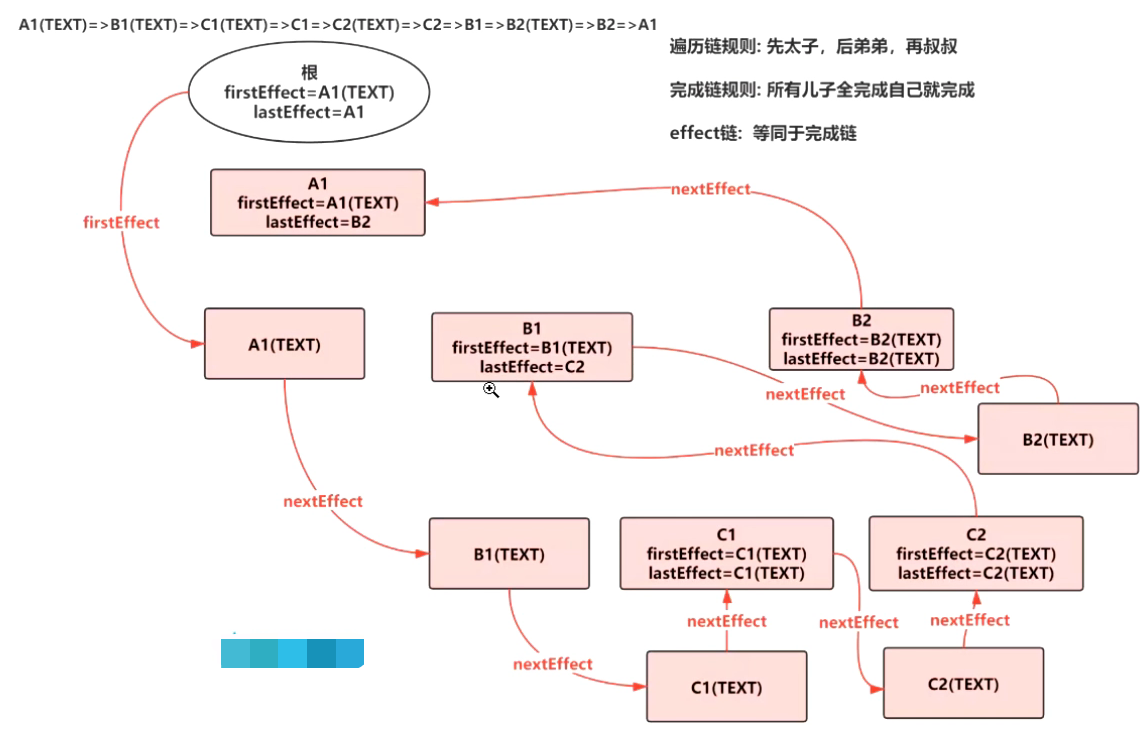 A1(TEXT)=>B1(TEXT)=>C1(TEXT)=>C1=>C2(TEXT)=>C2=>B1=>B2(TEXT)=>B2=>A1
遍历链规则: 先太子，后弟弟，再叔叔
完成链规则: 所有儿子全完成自己就完成
effect链: 等同于完成链
根
firstEffect=A1(TEXT)
lastEffect=A1
firstEffect
A1
firstEffect=A1(TEXT)
lastEffect=B2
nextEffect
A1(TEXT)
B1
firstEffect=B1(TEXT)
lastEffect=C2
B2
firstEffect=B2(TEXT)
lastEffect=B2(TEXT)
nextEffect
nextEffect
B2(TEXT)
nextEffect
nextEffect
B1(TEXT)
C1
firstEffect=C1(TEXT)
lastEffect=C1(TEXT)
C2
firstEffect=C2(TEXT)
lastEffect=C2(TEXT)
nextEffect
nextEffect
nextEffect
nextEffect
C1(TEXT)
C2(TEXT)